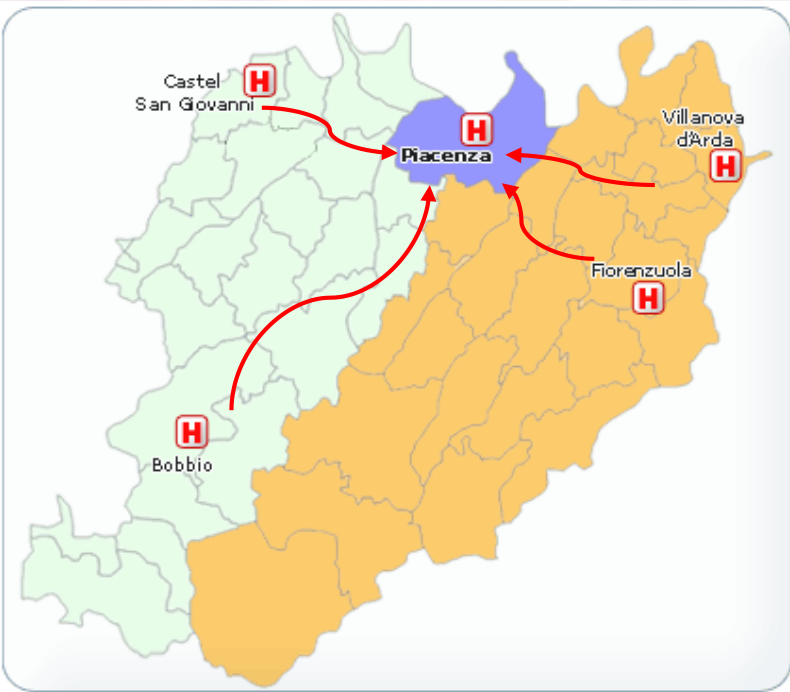 Castel
San Giovanni
H
H
Piacenza
Villanova
d'Arda
H
Fiorenzuola
H
H
Bobbio